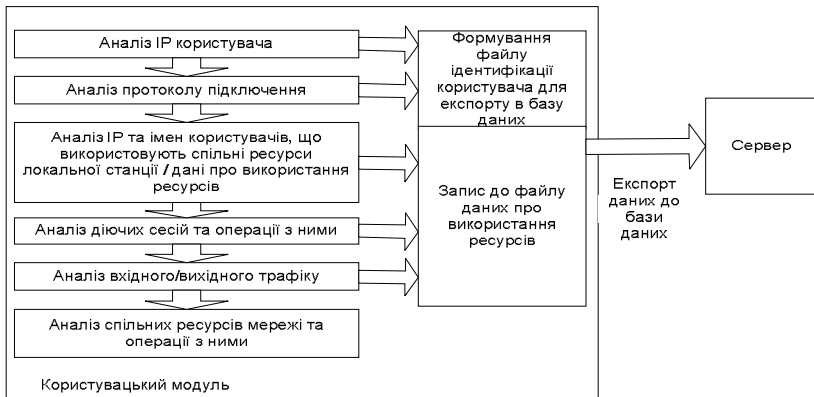 Аналіз IP користувача
Аналіз протоколу підключення
Аналіз IP та імен користувачів, що
використовують спільні ресурси
локальної станції / дані про використання
ресурсів
Аналіз діючих сесій та операції з ними
Аналіз вхідного/вихідного трафіку
Аналіз спільних ресурсів мережі та
операції з ними
Користувацький модуль
Формування
файлу
ідентифікації
користувача для
експорту в базу
даних
Запис до файлу
даних про
використання
ресурсів
Експорт
даних до
бази
даних
Сервер